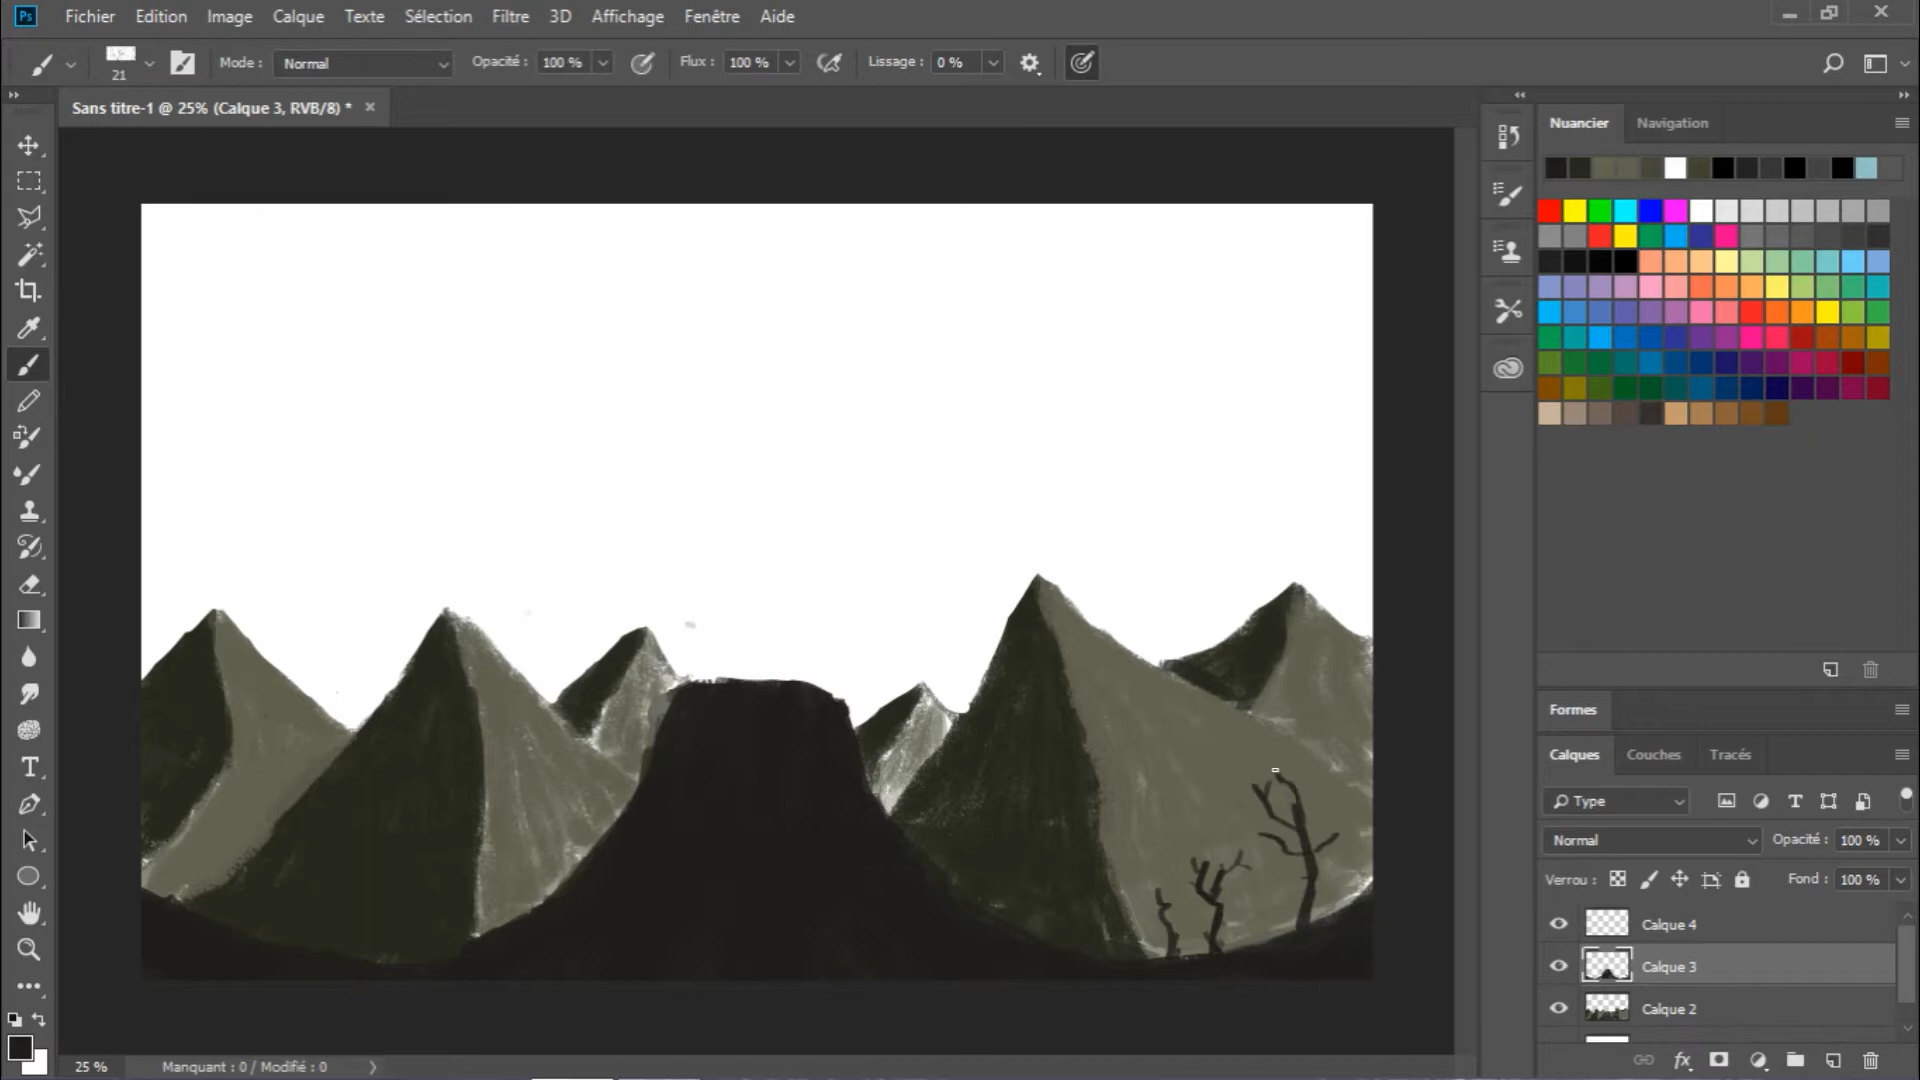 Ps Fichier Edition Image Calque Texte Sélection Filtre 3D Affichage Fenêtre Aide
21 Mode : Normal Opacité : 100 % Flux : 100 % Lissage : 0 %
Sans titre-1 @ 25% (Calque 3, RVB/8) *
Nuancier Navigation
Formes
Calques Couches Tracés
Type
Normal Opacité : 100 %
Verrou : Fond : 100 %
Calque 4
Calque 3
Calque 2
fx
25 % Manquant : 0 / Modifié : 0